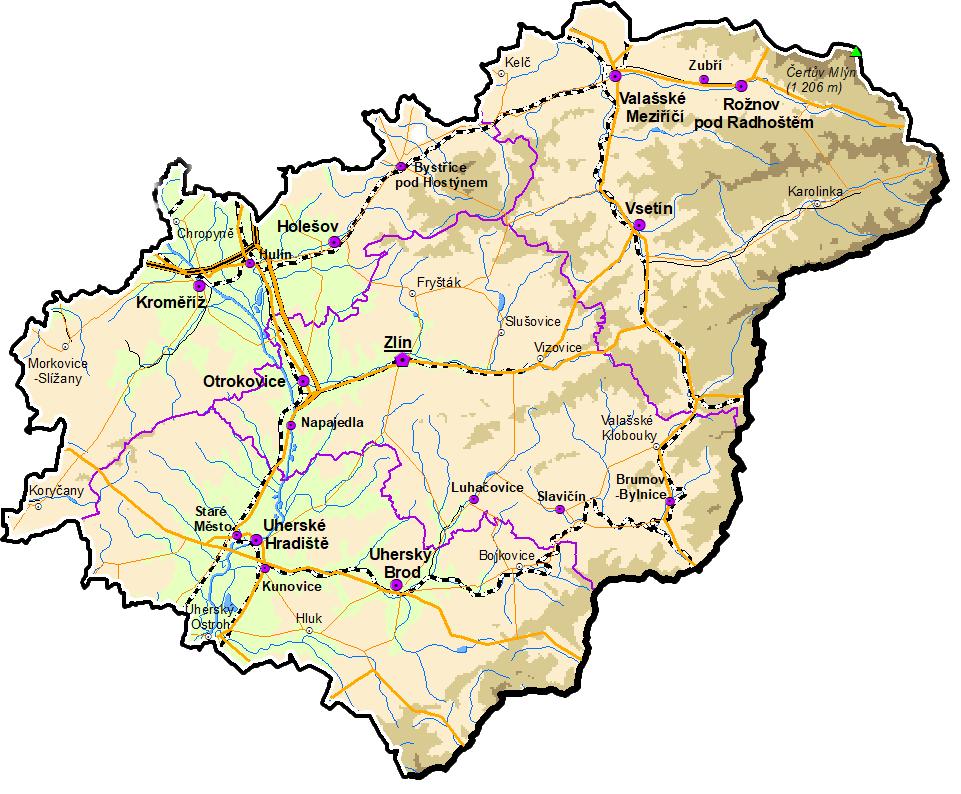 Kelč
Zubří
Čertův Mlýn
(1 206 m)
Valašské
Meziříčí
Rožnov
pod Radhoštěm
Bystřice
pod Hostýnem
Karolinka
Vsetín
Chropyně
Holešov
Hulín
Kroměříž
Fryšták
Slušovice
Zlín
Vizovice
Morkovice
-Slížany
Otrokovice
Napajedla
Valašské
Klobouky
Koryčany
Luhačovice
Slavičín
Brumov
-Bylnice
Staré
Město
Uherské
Hradiště
Uherský
Brod
Bojkovice
Kunovice
Uherský
Ostroh
Hluk